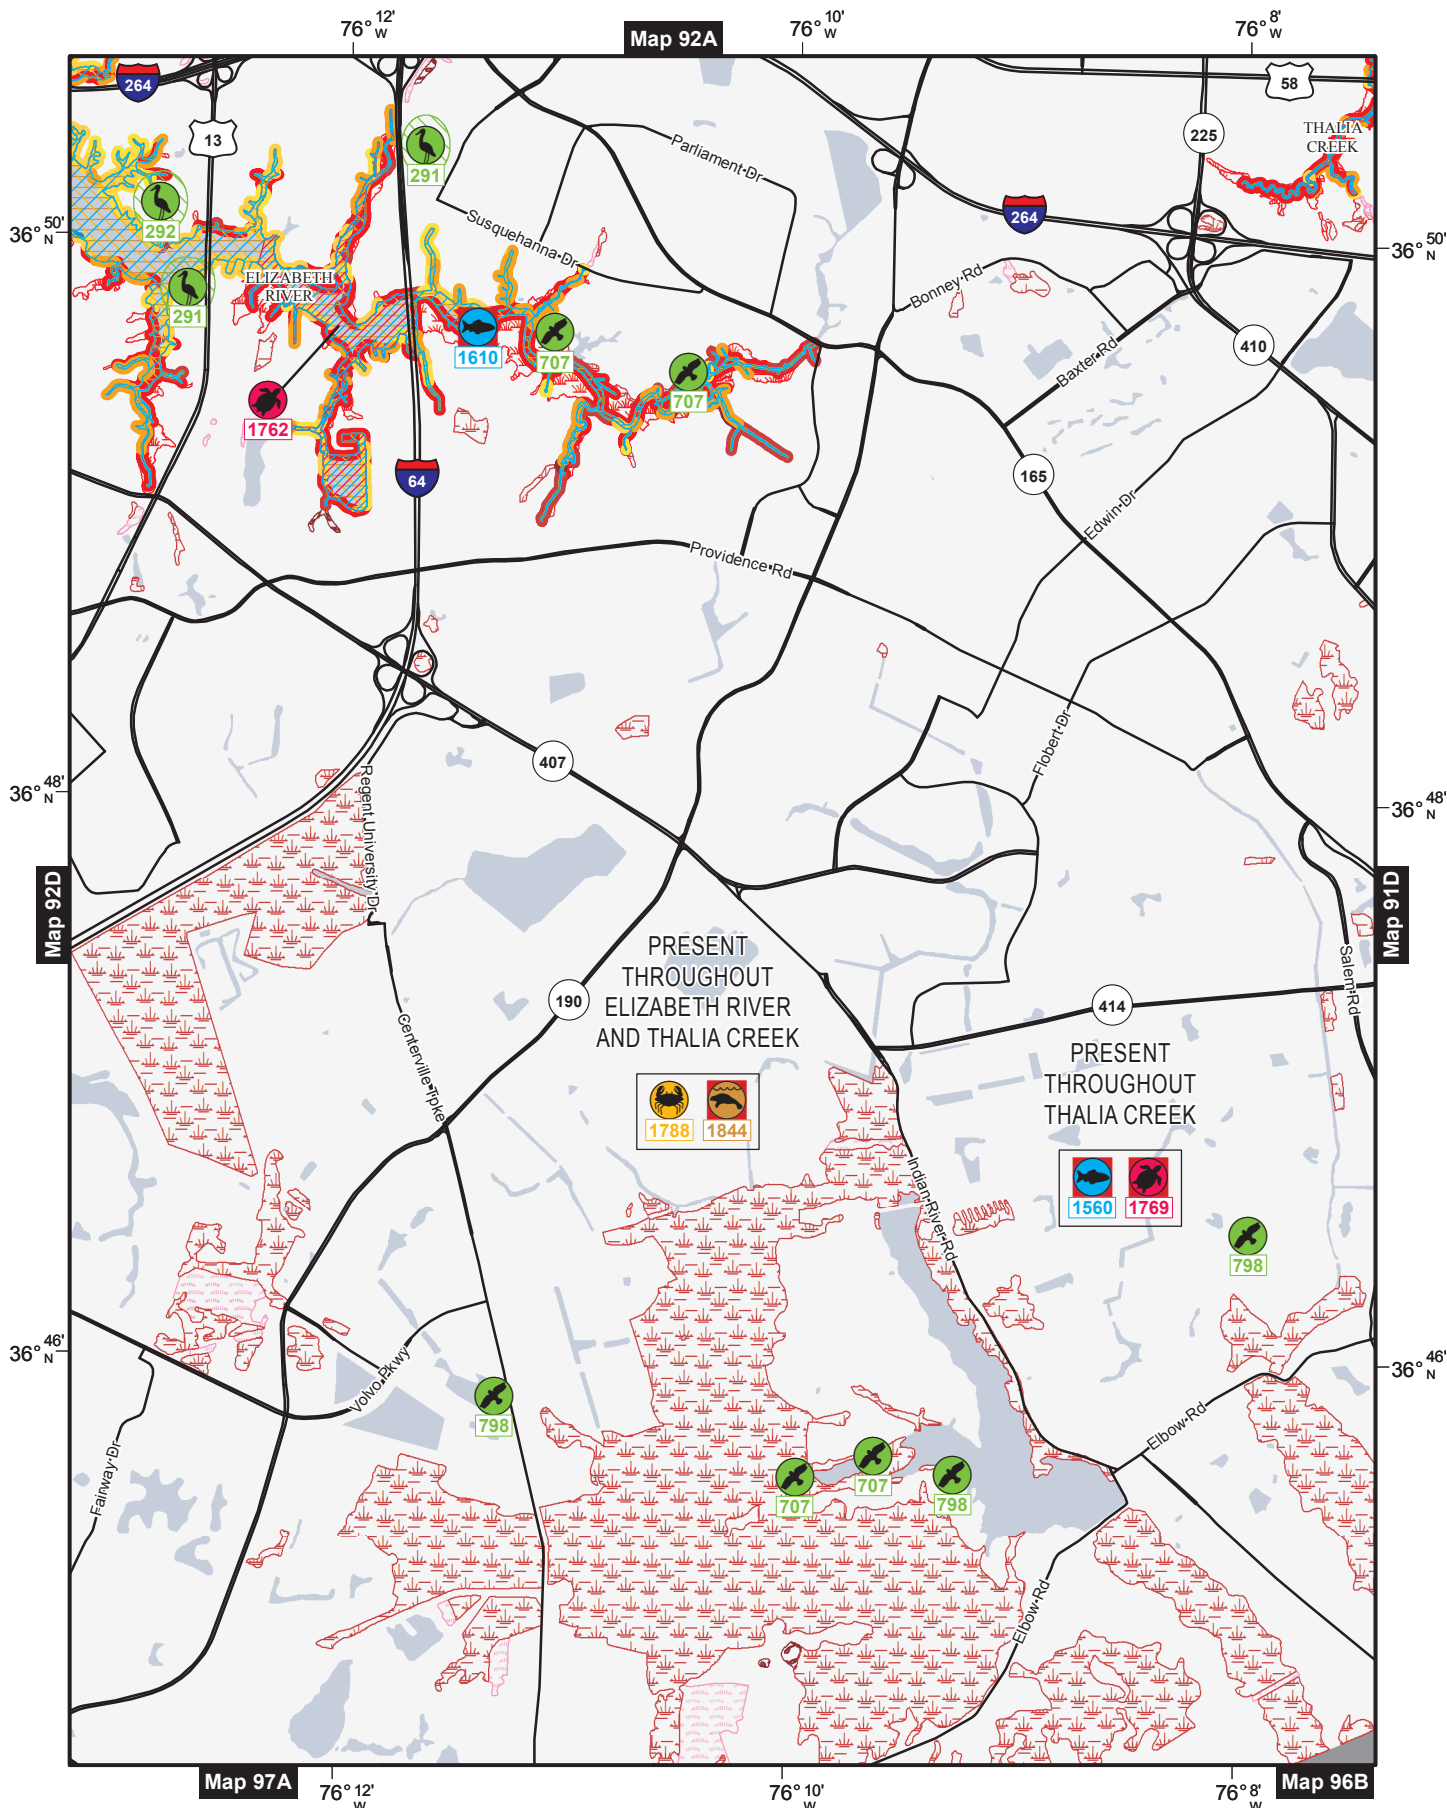 76° 12' W
Map 92A
76° 10' W
76° 8' W
264
58
13
225
THALIA
CREEK
Parliament Dr
291
292
36° 50' N
264
36° 50' N
Susquehanna Dr
ELIZABETH
RIVER
Bonney Rd
291
1610
707
410
Baxter Rd
707
1762
64
165
Edwin Dr
Providence Rd
Flobert Dr
407
Regent University Dr
36° 48' N
36° 48' N
Map 92D
Map 91D
PRESENT
THROUGHOUT
ELIZABETH RIVER
AND THALIA CREEK
Salem Rd
190
414
Centerville Tpke
PRESENT
THROUGHOUT
THALIA CREEK
1788
1844
Indian River Rd
1560
1769
798
36° 46' N
36° 46' N
Volvo Pkwy
798
Elbow Rd
Fairway Dr
707
707
798
Elbow Rd
Map 97A
76° 12' W
76° 10' W
76° 8' W
Map 96B